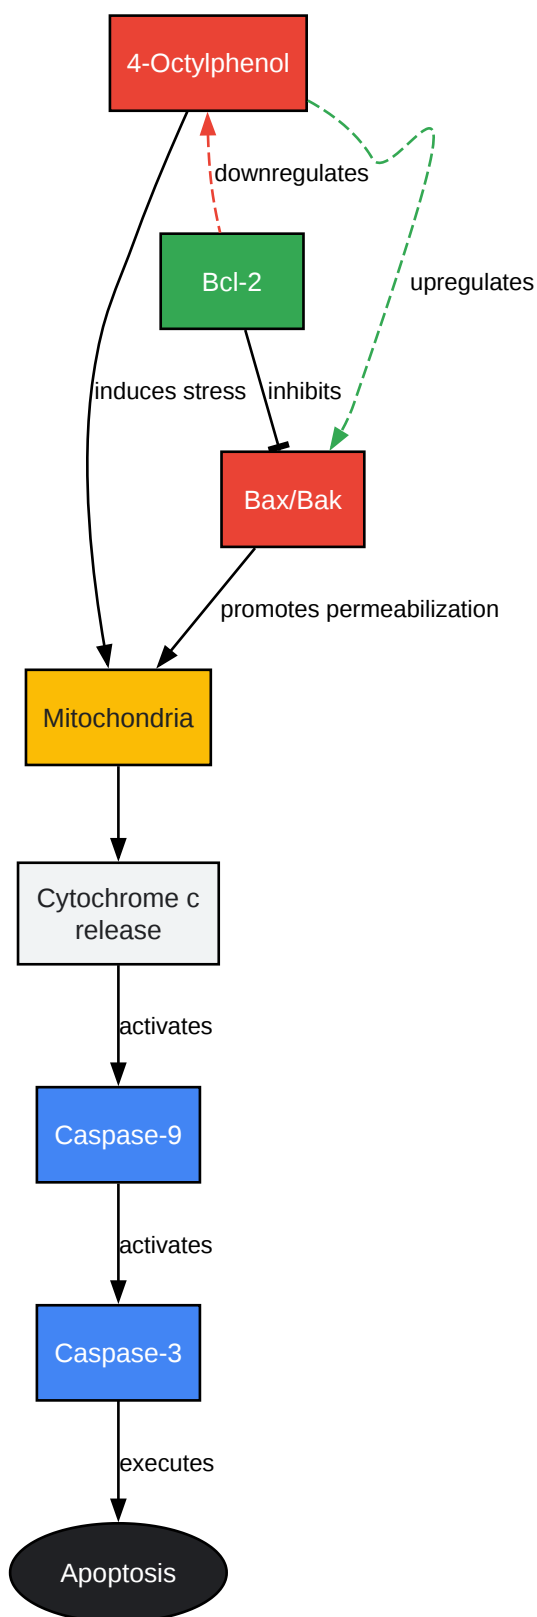 4-Octylphenol
downregulates
Bcl-2
upregulates
induces stress
inhibits
Bax/Bak
promotes permeabilization
Mitochondria
Cytochrome c
release
activates
Caspase-9
activates
Caspase-3
executes
Apoptosis